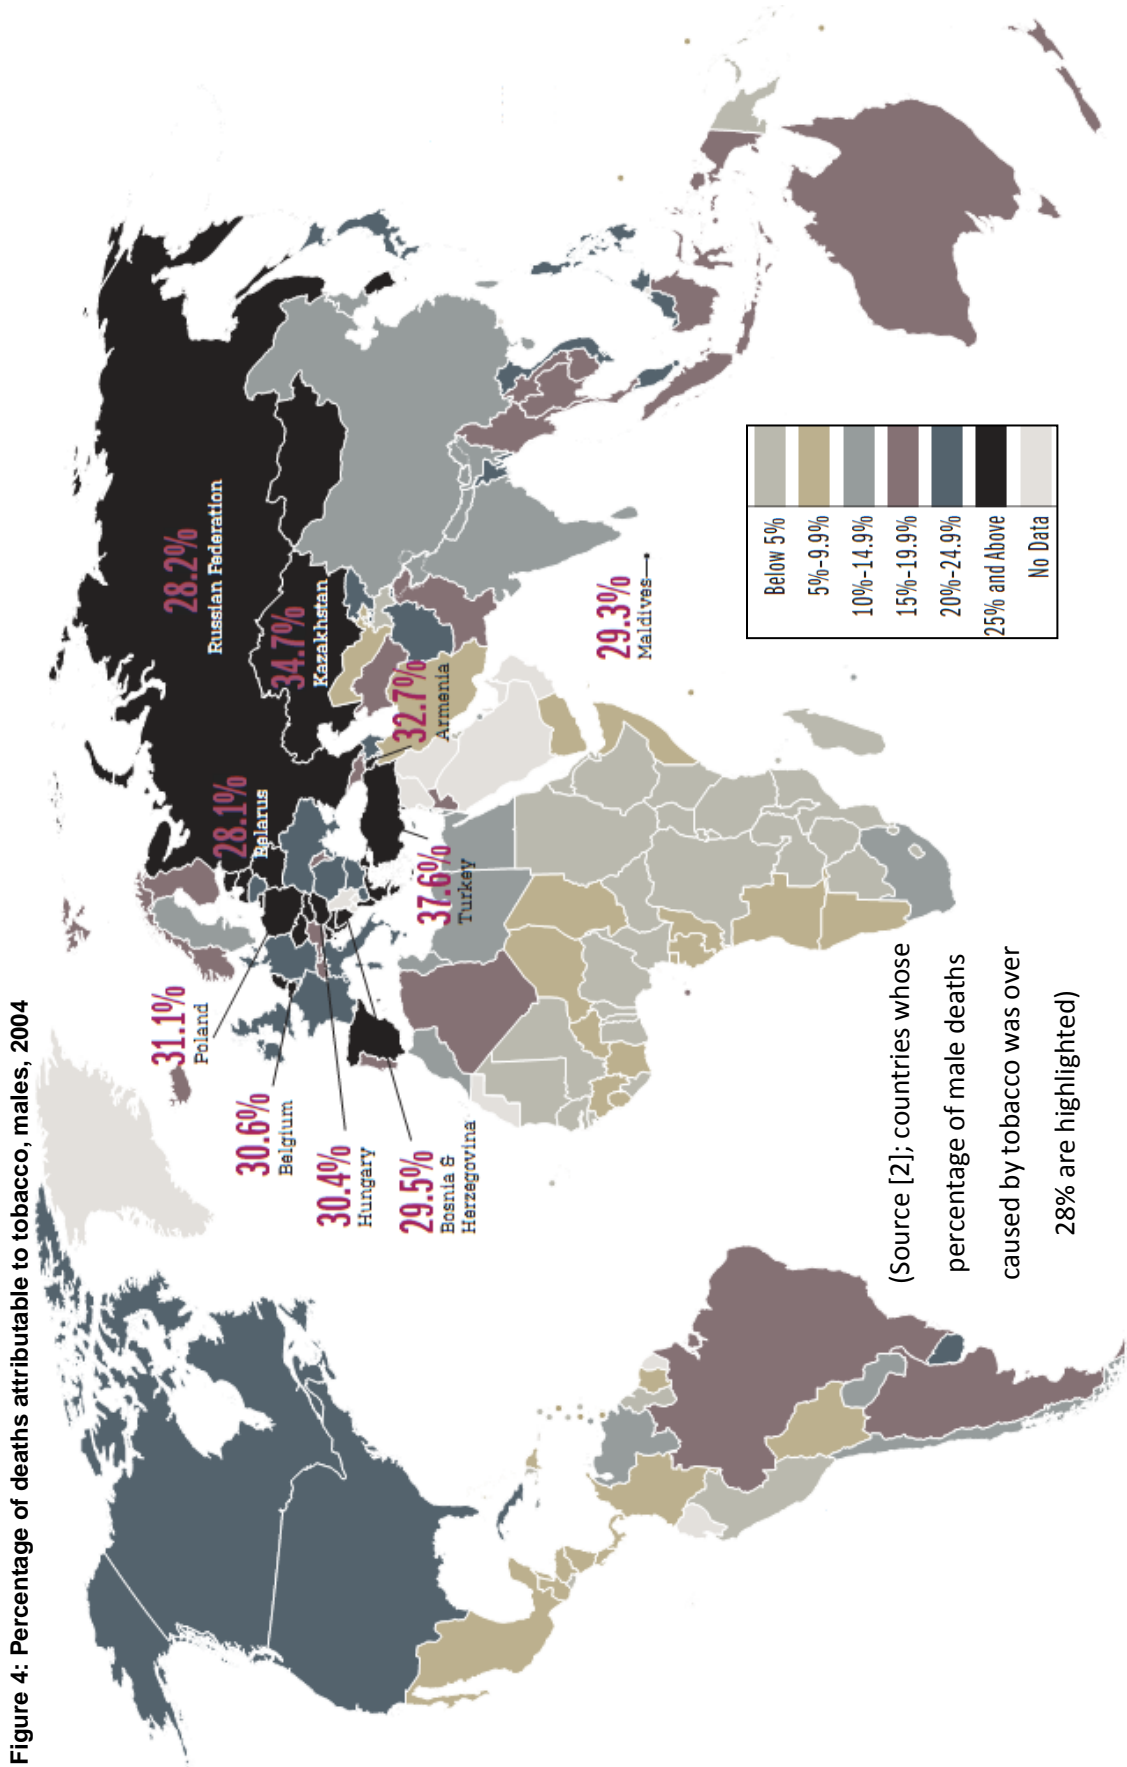 Figure 4: Percentage of deaths attributable to tobacco, males, 2004
31.1%
Poland
30.6%
Belgium
30.4%
Hungary
29.5%
Bosnia &
Herzegovina
28.1%
Belarus
28.2%
Russian Federation
34.7%
Kazakhstan
32.7%
Armenia
37.6%
Turkey
29.3%
Maldives
Below 5%
5%-9.9%
10%-14.9%
15%-19.9%
20%-24.9%
25% and Above
No Data
(Source [2]; countries whose
percentage of male deaths
caused by tobacco was over
28% are highlighted)